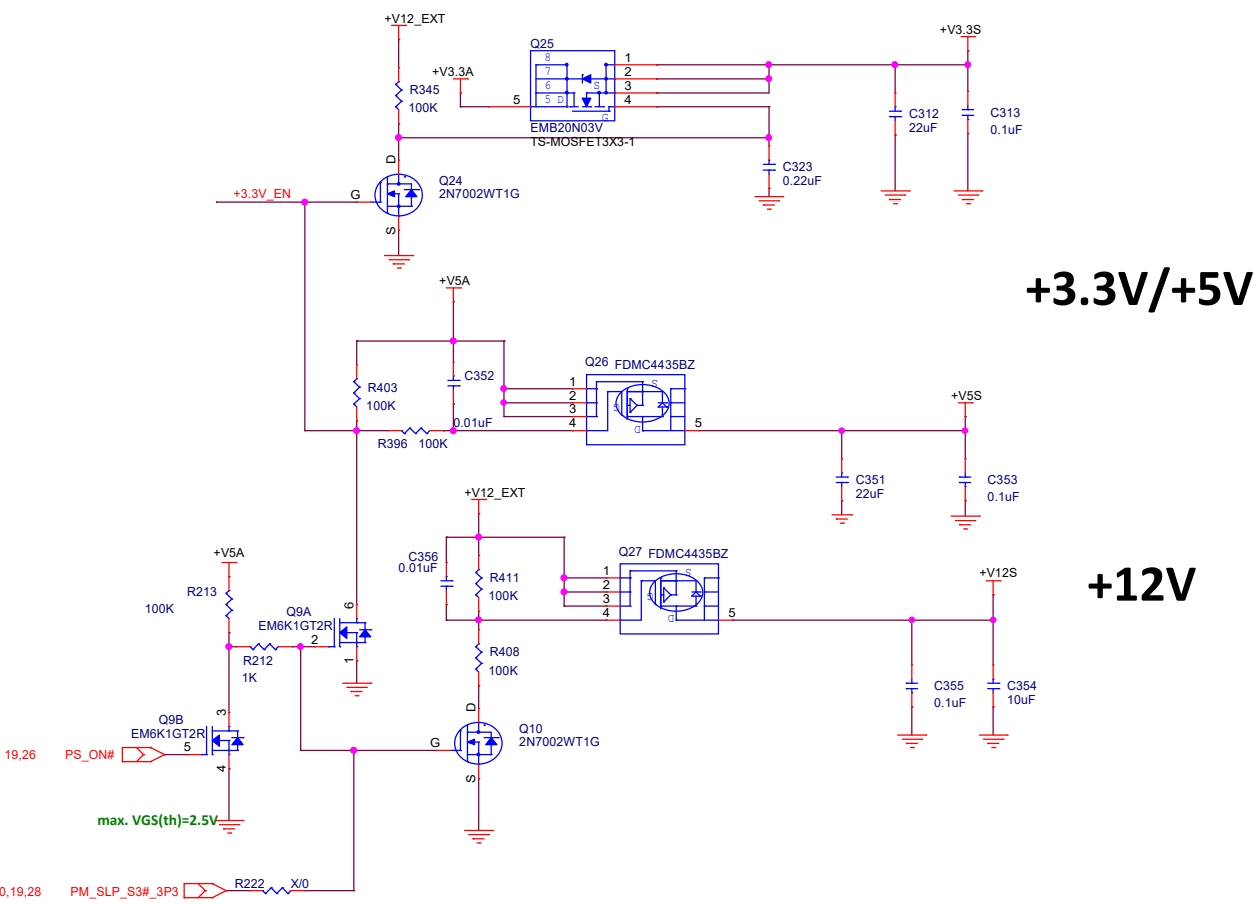 +V12_EXT
Q25
+V3.3S
+V3.3A
8
7
6
5 D
S
G
1
2
3
4
5
R345
100K
EMB20N03V
TS-MOSFET3X3-1
C312
22uF
C313
0.1uF
C323
0.22uF
D
Q24
2N7002WT1G
+3.3V_EN
G
S
+3.3V/+5V
+V5A
Q26 FDMC4435BZ
C352
0.01uF
R403
100K
1
2
3
4
S
G
D
5
+V5S
R396 100K
C351
22uF
C353
0.1uF
+V12_EXT
Q27 FDMC4435BZ
C356
0.01uF
R411
100K
1
2
3
4
S
G
D
5
+V12S
+12V
+V5A
R213
100K
Q9A
EM6K1GT2R
6
2
1
R212
1K
R408
100K
C355
0.1uF
C354
10uF
Q9B
EM6K1GT2R
3
5
4
D
Q10
2N7002WT1G
G
S
19,26 PS_ON#
max. VGS(th)=2.5V
0,19,28 PM_SLP_S3#_3P3
R222 X/0